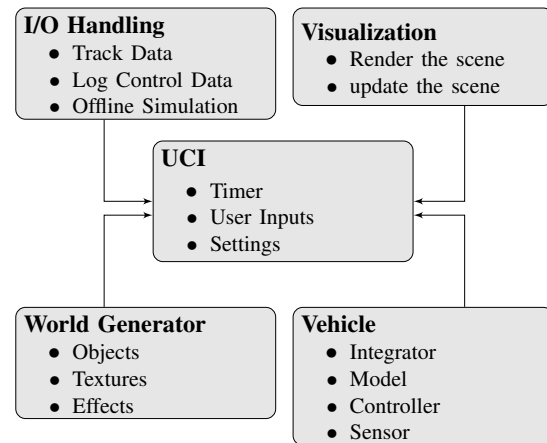 I/O Handling
● Track Data
● Log Control Data
● Offline Simulation
Visualization
● Render the scene
● update the scene
UCI
● Timer
● User Inputs
● Settings
World Generator
● Objects
● Textures
● Effects
Vehicle
● Integrator
● Model
● Controller
● Sensor